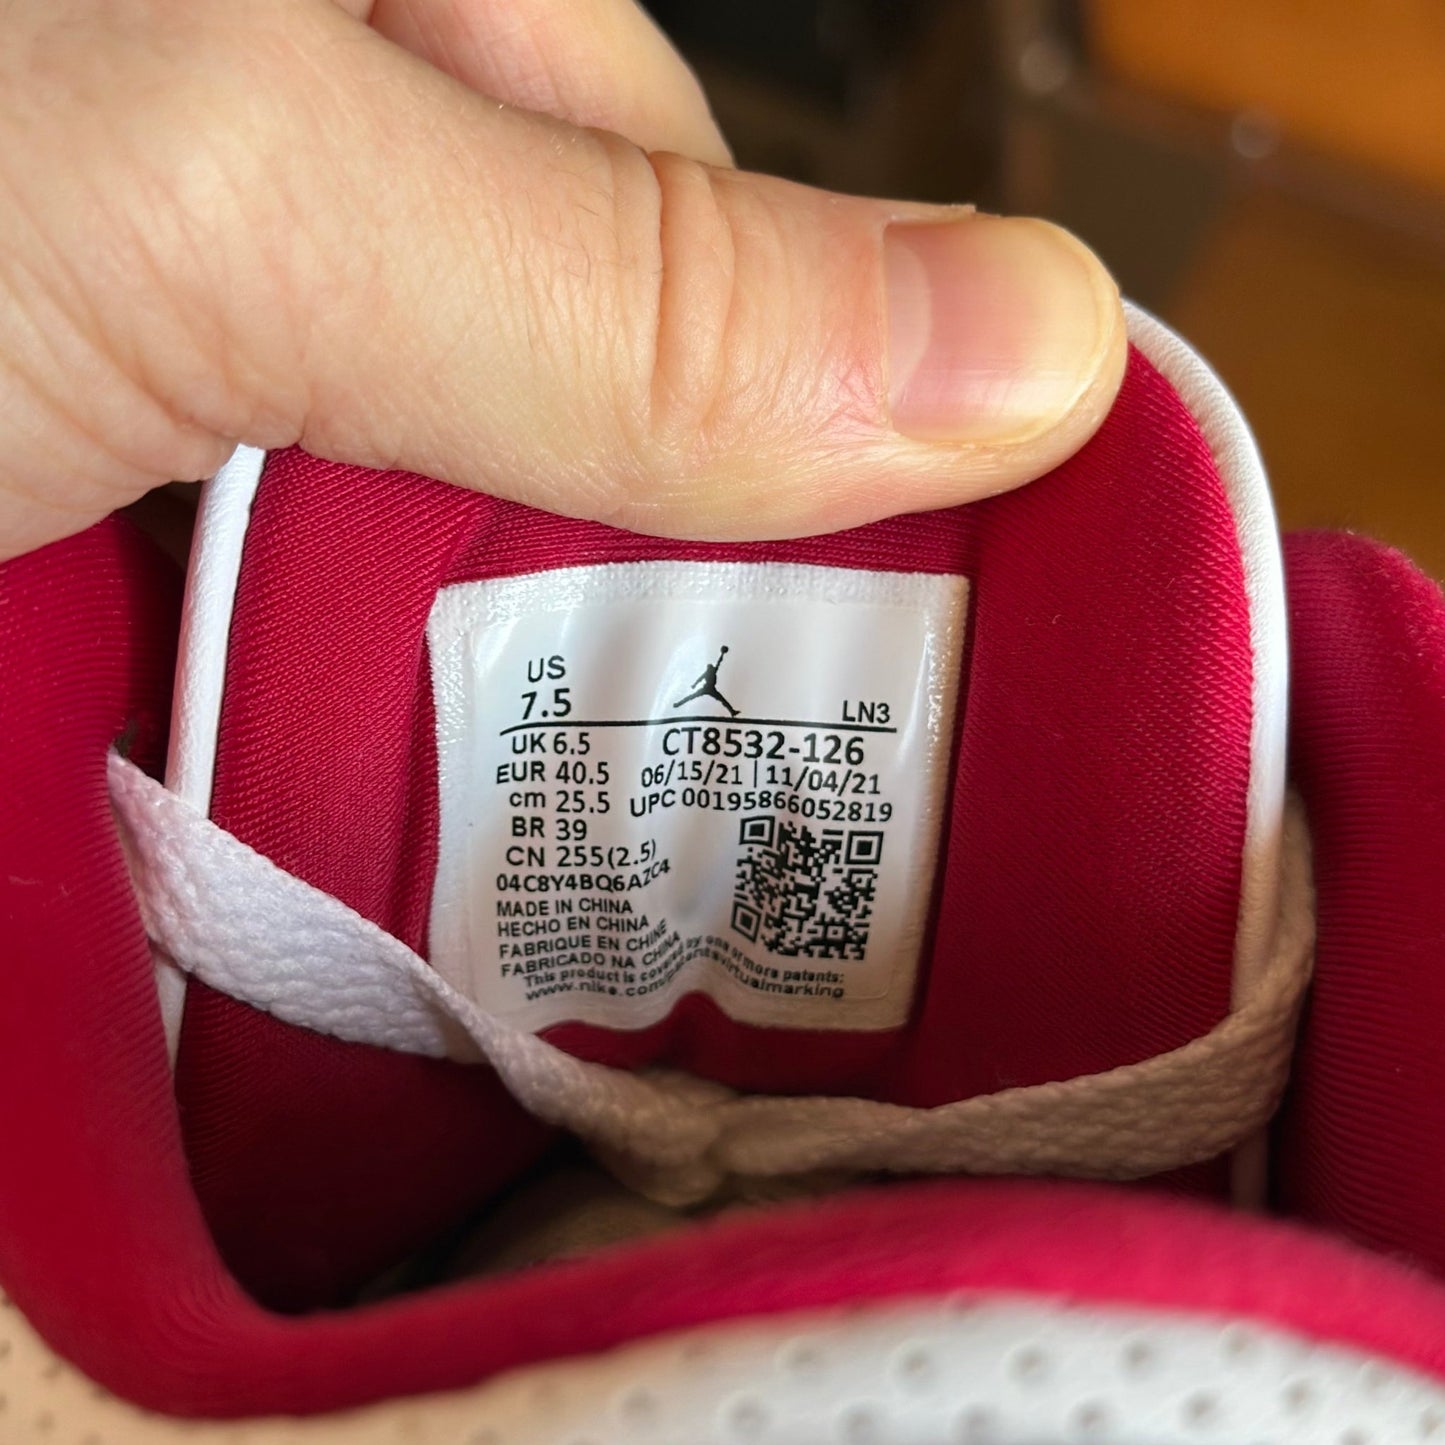 US
7.5
LN3
UK 6.5
CT8532-126
EUR 40.5
06/15/21 | 11/04/21
cm 25.5
UPC 00195866052819
BR 39
CN 255(2.5)
04C8Y4BQ6AZC4
MADE IN CHINA
HECHO EN CHINA
FABRIQUE EN CHINE
FABRICADO NA CHINA
This product is covered by one or more patents:
www.nike.com/patentsvirtualmarking